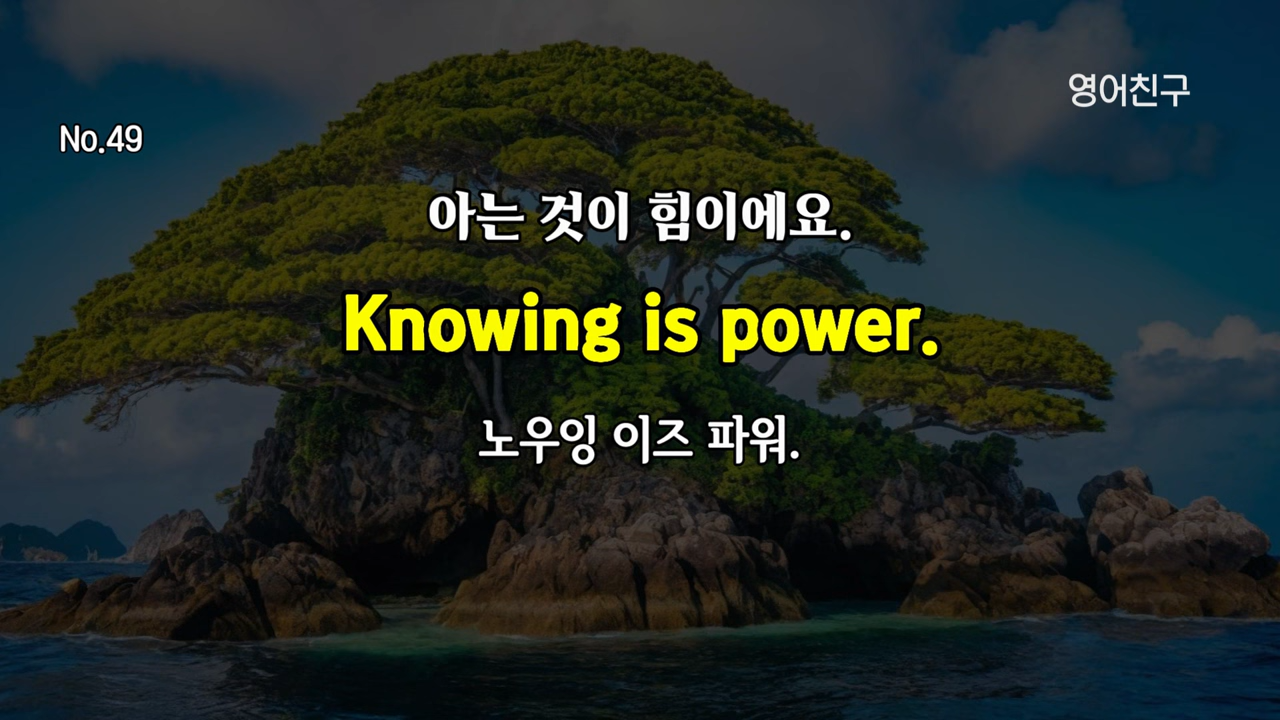 영어친구
No.49
아는 것이 힘이에요.
Knowing is power.
노우잉 이즈 파워.